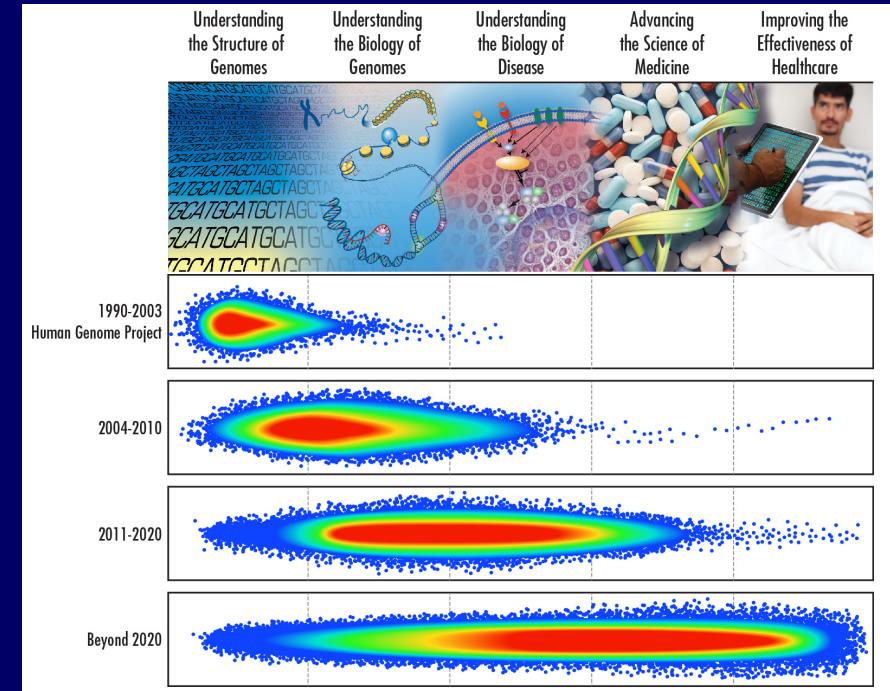 Understanding
the Structure of
Genomes
Understanding
the Biology of
Genomes
Understanding
the Biology of
Disease
Advancing
the Science of
Medicine
Improving the
Effectiveness of
Healthcare
1990-2003
Human Genome Project
2004-2010
2011-2020
Beyond 2020